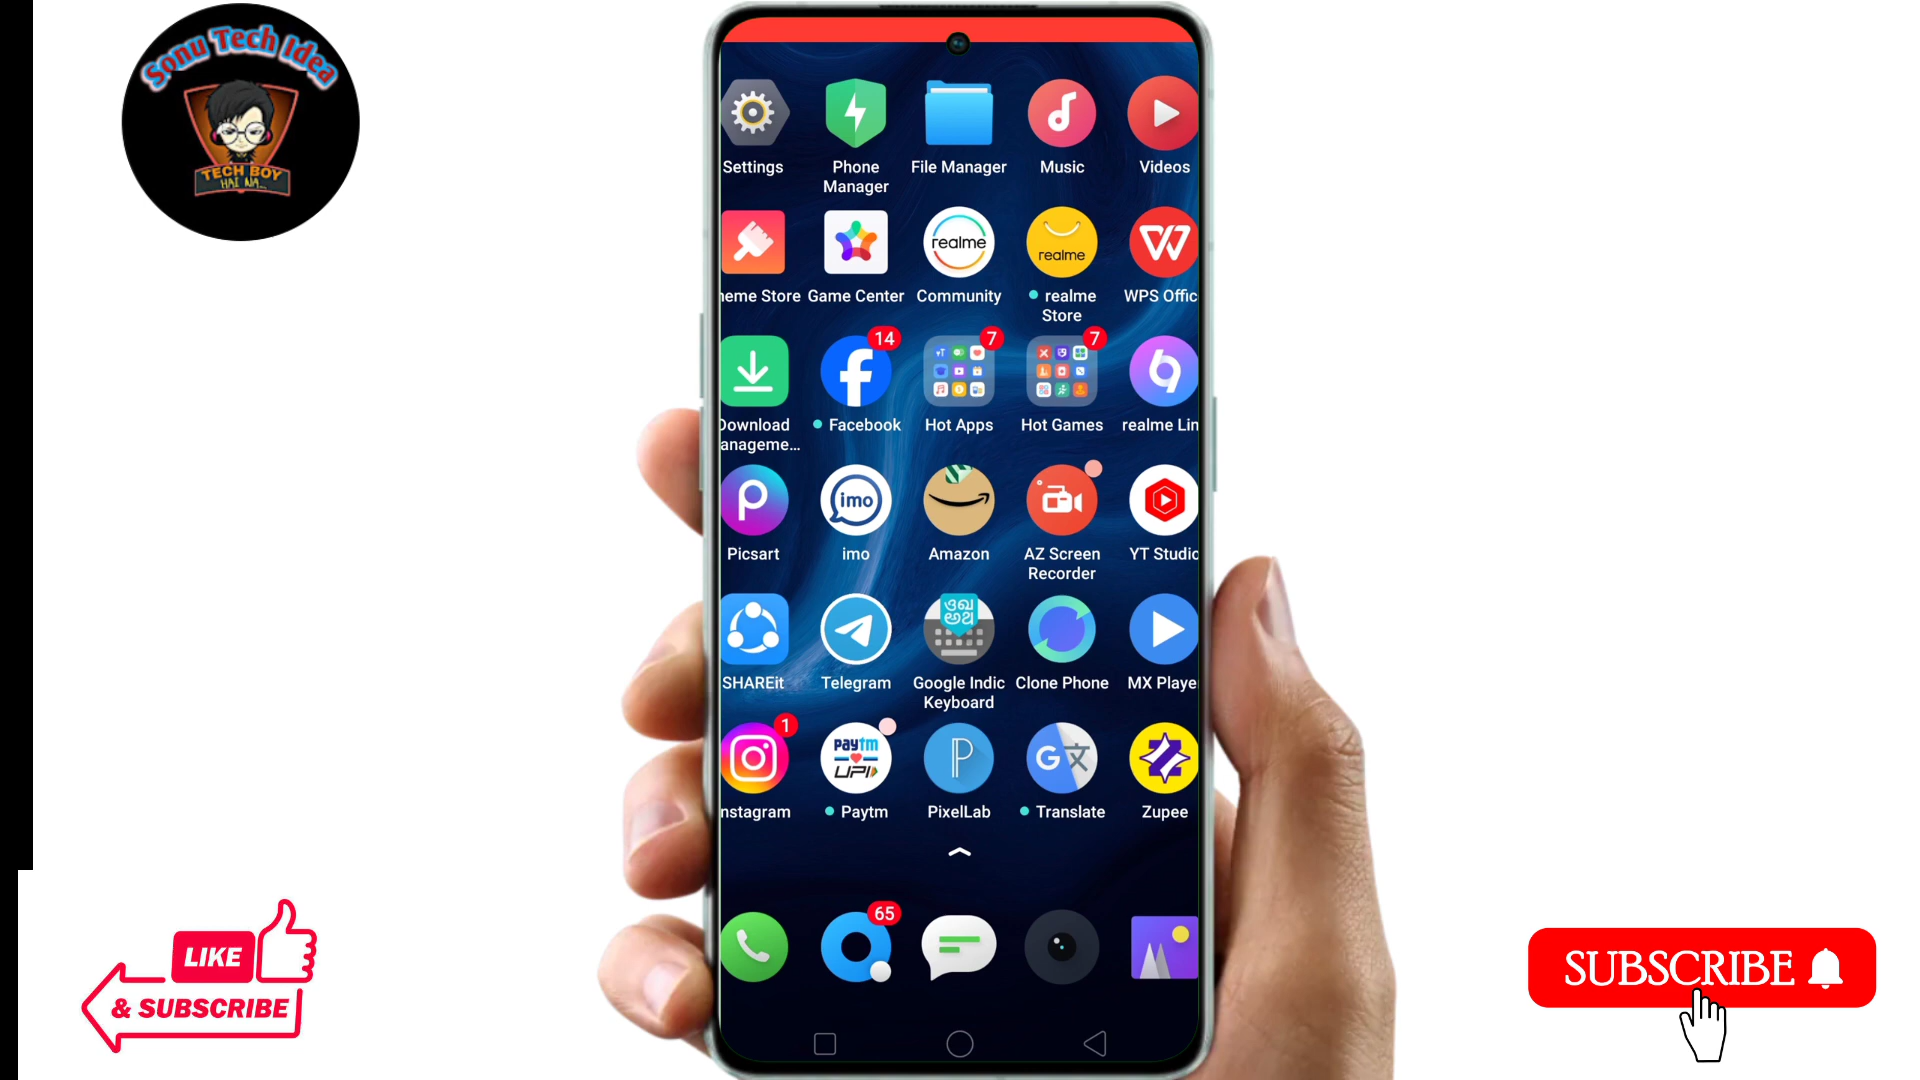 Sonu Tech Idea
TECH BOY
HAI NA...
Settings
Phone
Manager
File Manager
Music
Videos
heme Store
Game Center
realme
Community
realme
realme
Store
WPS Offic
Download
anageme...
14
Facebook
7
Hot Apps
7
Hot Games
realme Lin
Picsart
imo
imo
Amazon
AZ Screen
Recorder
YT Studio
SHAREit
Telegram
Google Indic
Keyboard
Clone Phone
MX Playe
1
nstagram
paytm
UPI
Paytm
PixelLab
G
Translate
Zupee
65
LIKE
& SUBSCRIBE
SUBSCRIBE